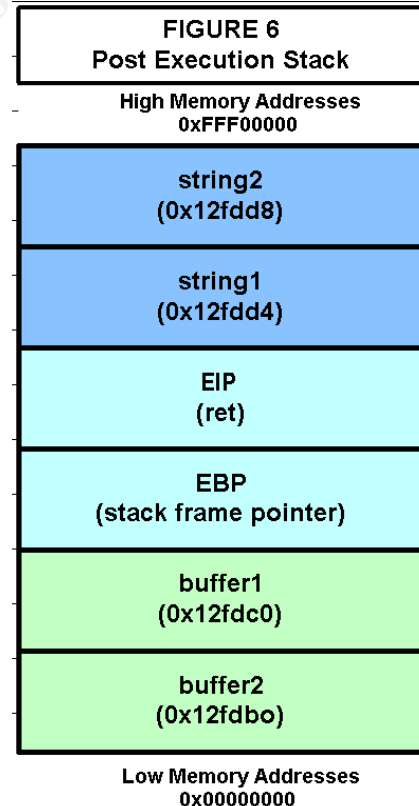 FIGURE 6
Post Execution Stack
High Memory Addresses
0xFFF00000
string2
(0x12fdd8)
string1
(0x12fdd4)
EIP
(ret)
EBP
(stack frame pointer)
buffer1
(0x12fdc0)
buffer2
(0x12fdbo)
Low Memory Addresses
0x00000000